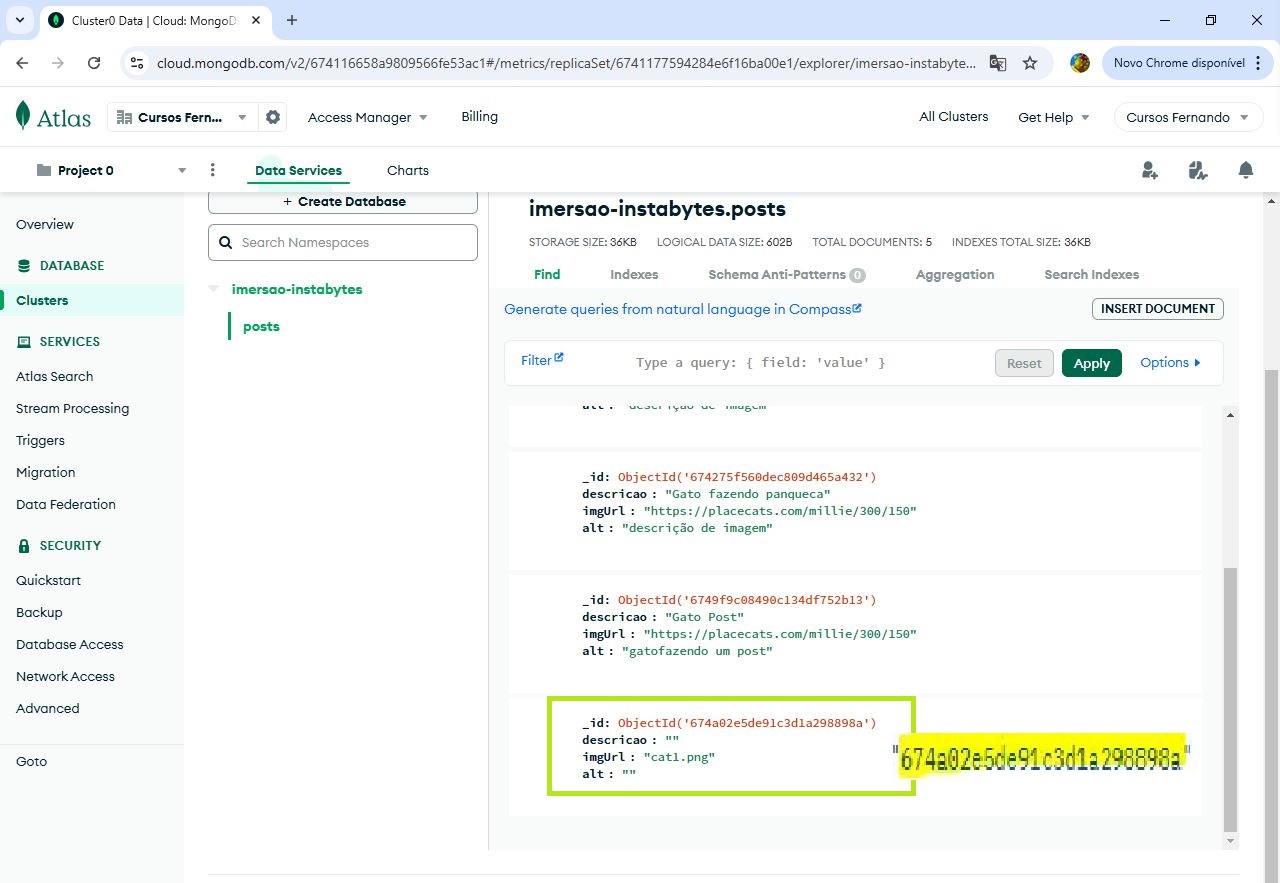 Cluster0 Data | Cloud: MongoD
cloud.mongodb.com/v2/674116658a9809566fe53ac1#/metrics/replicaSet/6741177594284e6f16ba00e1/explorer/imersao-instabyte...
Novo Chrome disponível
Atlas
Cursos Fern...
Access Manager
Billing
All Clusters
Get Help
Cursos Fernando
Project 0
Data Services
Charts
Overview
DATABASE
Clusters
SERVICES
Atlas Search
Stream Processing
Triggers
Migration
Data Federation
SECURITY
Quickstart
Backup
Database Access
Network Access
Advanced
Goto
+ Create Database
Search Namespaces
imersao-instabytes
posts
imersao-instabytes.posts
STORAGE SIZE: 36KB LOGICAL DATA SIZE: 602B TOTAL DOCUMENTS: 5 INDEXES TOTAL SIZE: 36KB
Find Indexes Schema Anti-Patterns 0 Aggregation Search Indexes
Generate queries from natural language in Compass
INSERT DOCUMENT
Filter
Type a query: { field: 'value' }
Reset
Apply
Options
alt : "descrição de imagem"
_id: ObjectId('674275f560dec809d465a432')
descricao : "Gato fazendo panqueca"
imgUrl : "https://placecats.com/millie/300/150"
alt : "descrição de imagem"
_id: ObjectId('6749f9c08490c134df752b13')
descricao : "Gato Post"
imgUrl : "https://placecats.com/millie/300/150"
alt : "gatofazendo um post"
_id: ObjectId('674a02e5de91c3d1a298898a')
descricao : ""
imgUrl : "cat1.png"
alt : ""
"674a02e5de91c3d1a298898a"